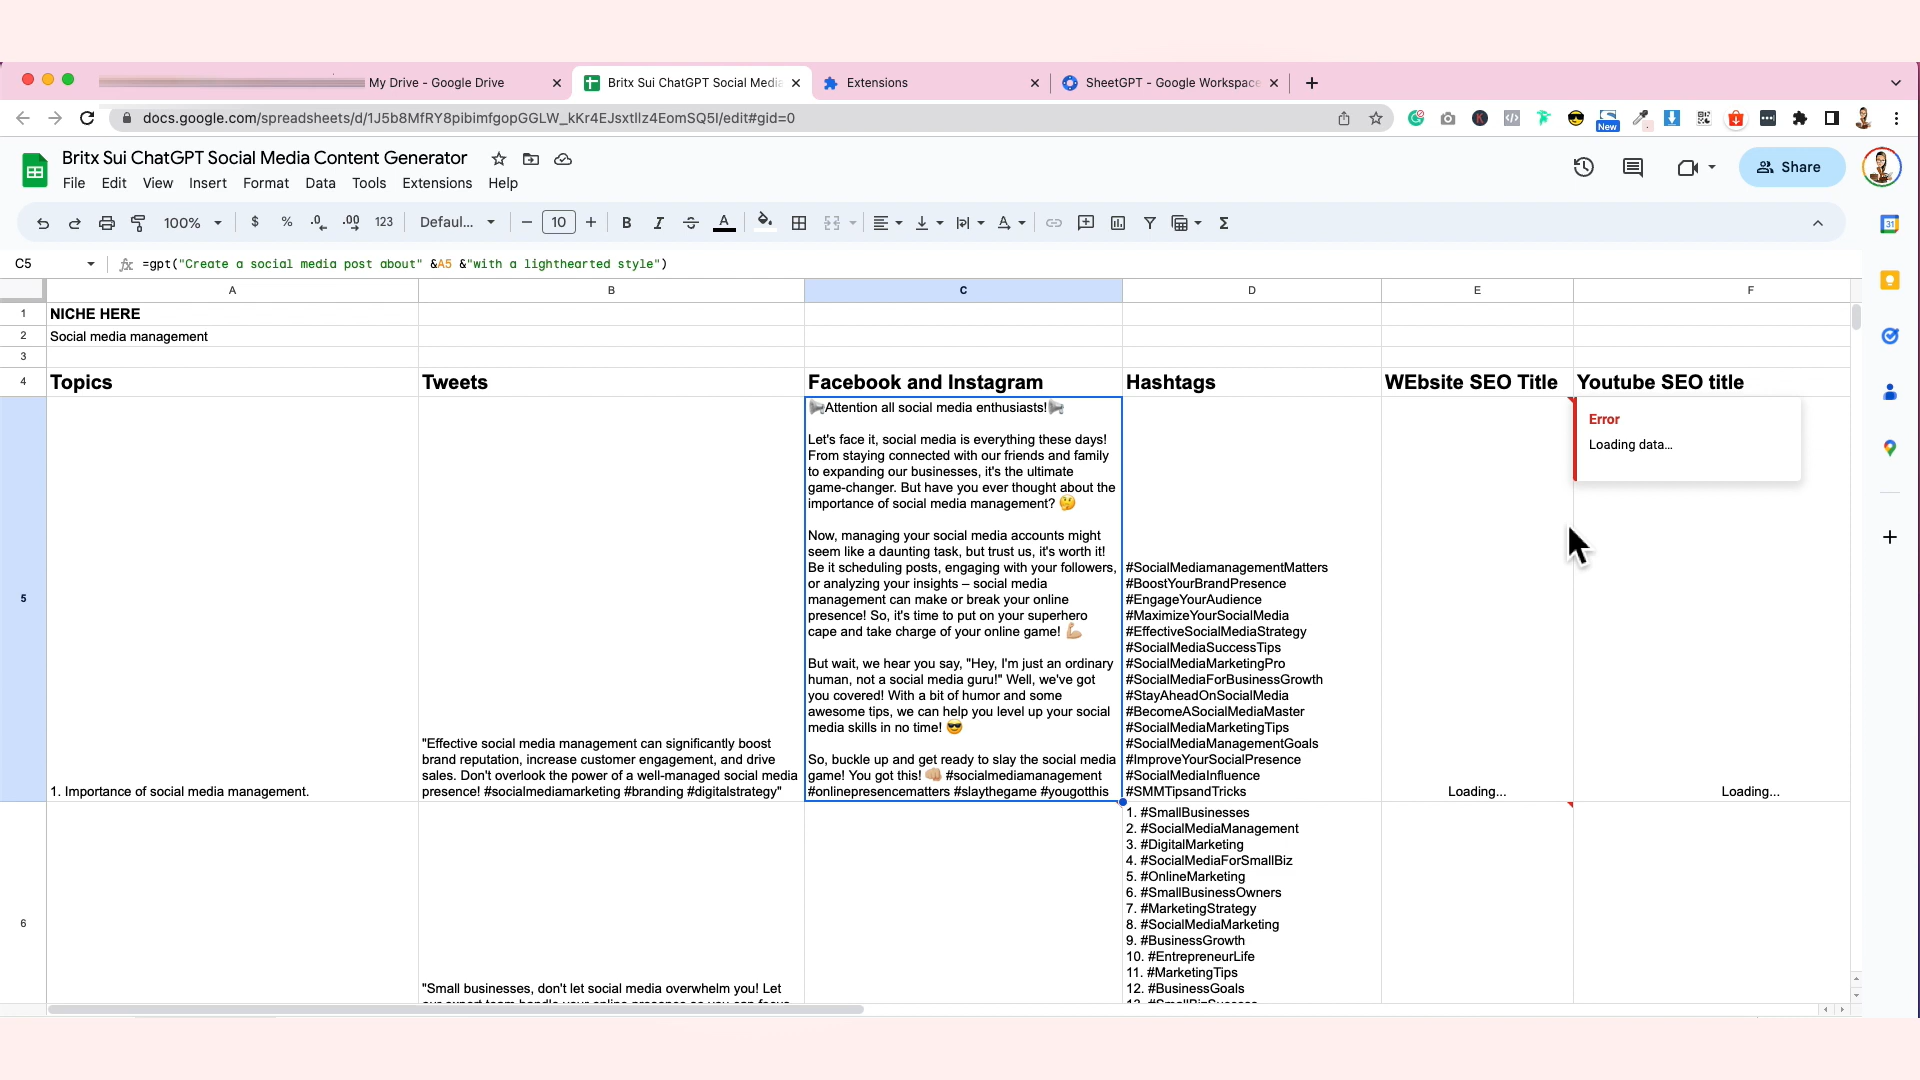 My Drive - Google Drive
Britx Sui ChatGPT Social Media
Extensions
SheetGPT - Google Workspace
docs.google.com/spreadsheets/d/1J5b8MfRY8pibimfgopGGLW_kKr4EJsxtIlz4EomSQ5I/edit#gid=0
New
Britx Sui ChatGPT Social Media Content Generator
File Edit View Insert Format Data Tools Extensions Help
Share
100% $ % .0 .00 123 Defaul... 10 B I S A Σ
31
C5
=gpt("Create a social media post about" &A5 &"with a lighthearted style")
A B C D E F
1 NICHE HERE
2 Social media management
3
4 Topics Tweets Facebook and Instagram Hashtags WEbsite SEO Title Youtube SEO title
5
1. Importance of social media management.
"Effective social media management can significantly boost
brand reputation, increase customer engagement, and drive
sales. Don't overlook the power of a well-managed social media
presence! #socialmediamarketing #branding #digitalstrategy"
📢Attention all social media enthusiasts!📢
Let's face it, social media is everything these days!
From staying connected with our friends and family
to expanding our businesses, it's the ultimate
game-changer. But have you ever thought about the
importance of social media management? 🤔
Now, managing your social media accounts might
seem like a daunting task, but trust us, it's worth it!
Be it scheduling posts, engaging with your followers,
or analyzing your insights – social media
management can make or break your online
presence! So, it's time to put on your superhero
cape and take charge of your online game! 💪🏼
But wait, we hear you say, "Hey, I'm just an ordinary
human, not a social media guru!" Well, we've got
you covered! With a bit of humor and some
awesome tips, we can help you level up your social
media skills in no time! 😎
So, buckle up and get ready to slay the social media
game! You got this! 👊🏼 #socialmediamanagement
#onlinepresencematters #slaythegame #yougotthis
#SocialMediamanagementMatters
#BoostYourBrandPresence
#EngageYourAudience
#MaximizeYourSocialMedia
#EffectiveSocialMediaStrategy
#SocialMediaSuccessTips
#SocialMediaMarketingPro
#SocialMediaForBusinessGrowth
#StayAheadOnSocialMedia
#BecomeASocialMediaMaster
#SocialMediaMarketingTips
#SocialMediaManagementGoals
#ImproveYourSocialPresence
#SocialMediaInfluence
#SMMTipsandTricks
Loading...
Error
Loading data...
Loading...
6
"Small businesses, don't let social media overwhelm you! Let
1. #SmallBusinesses
2. #SocialMediaManagement
3. #DigitalMarketing
4. #SocialMediaForSmallBiz
5. #OnlineMarketing
6. #SmallBusinessOwners
7. #MarketingStrategy
8. #SocialMediaMarketing
9. #BusinessGrowth
10. #EntrepreneurLife
11. #MarketingTips
12. #BusinessGoals